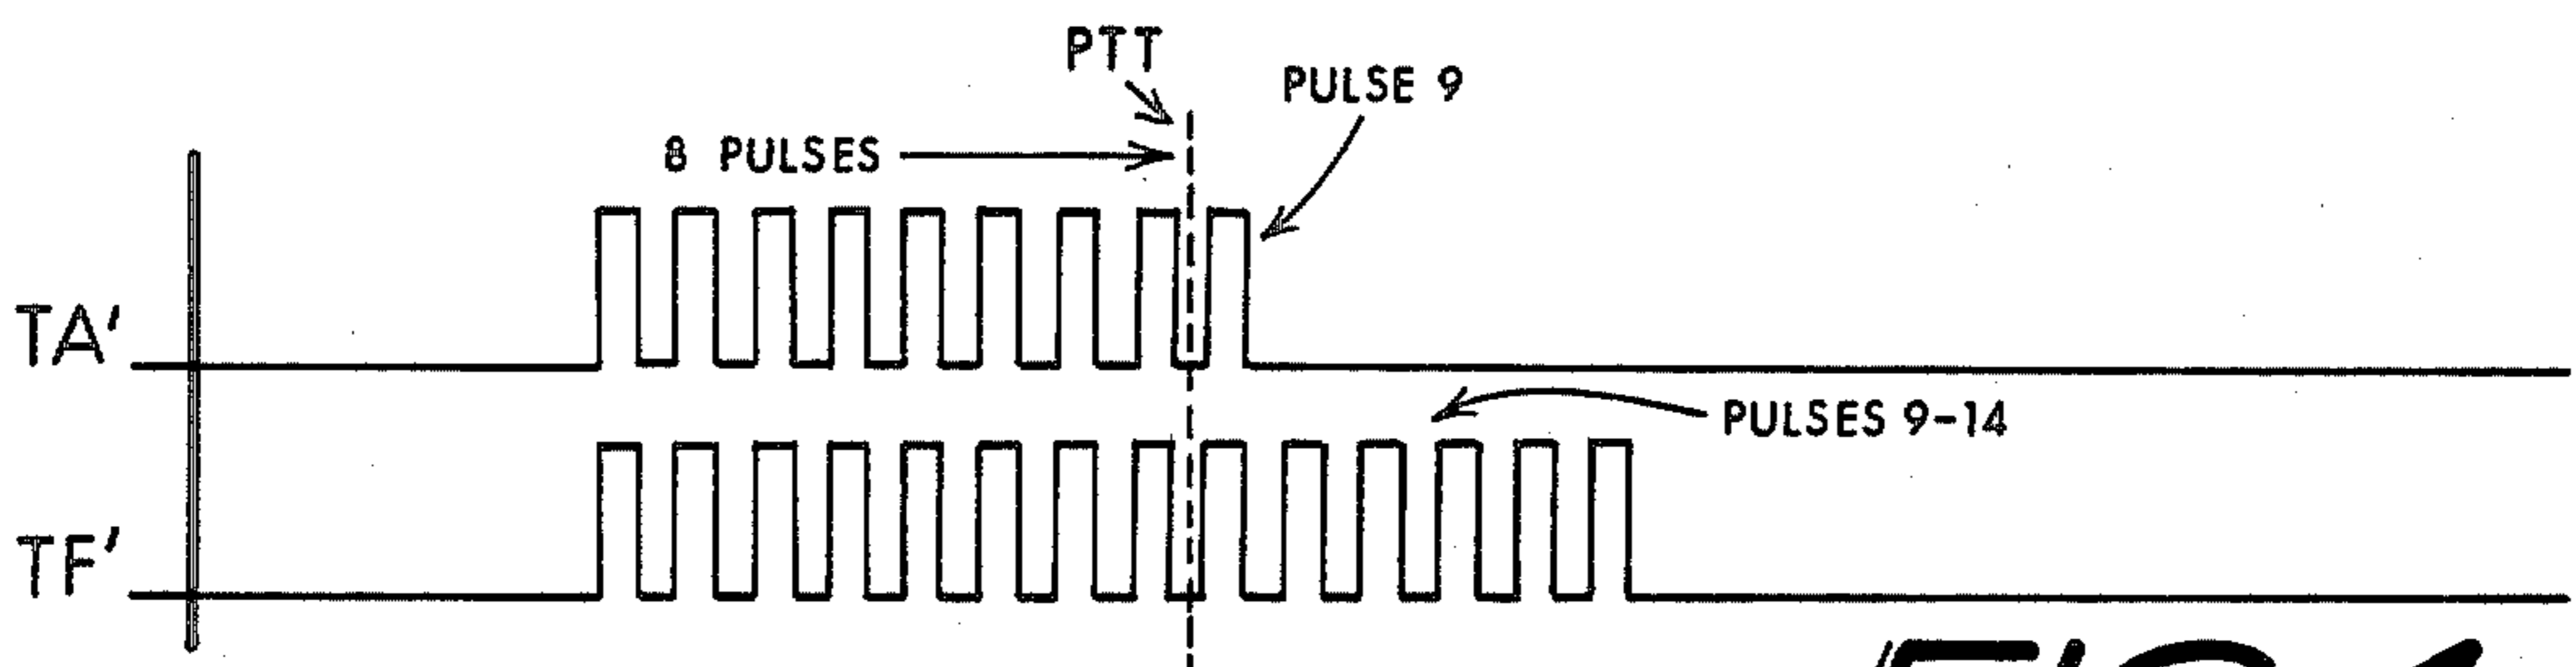 PTT
PULSE 9
8 PULSES
TA'
PULSES 9-14
TF'